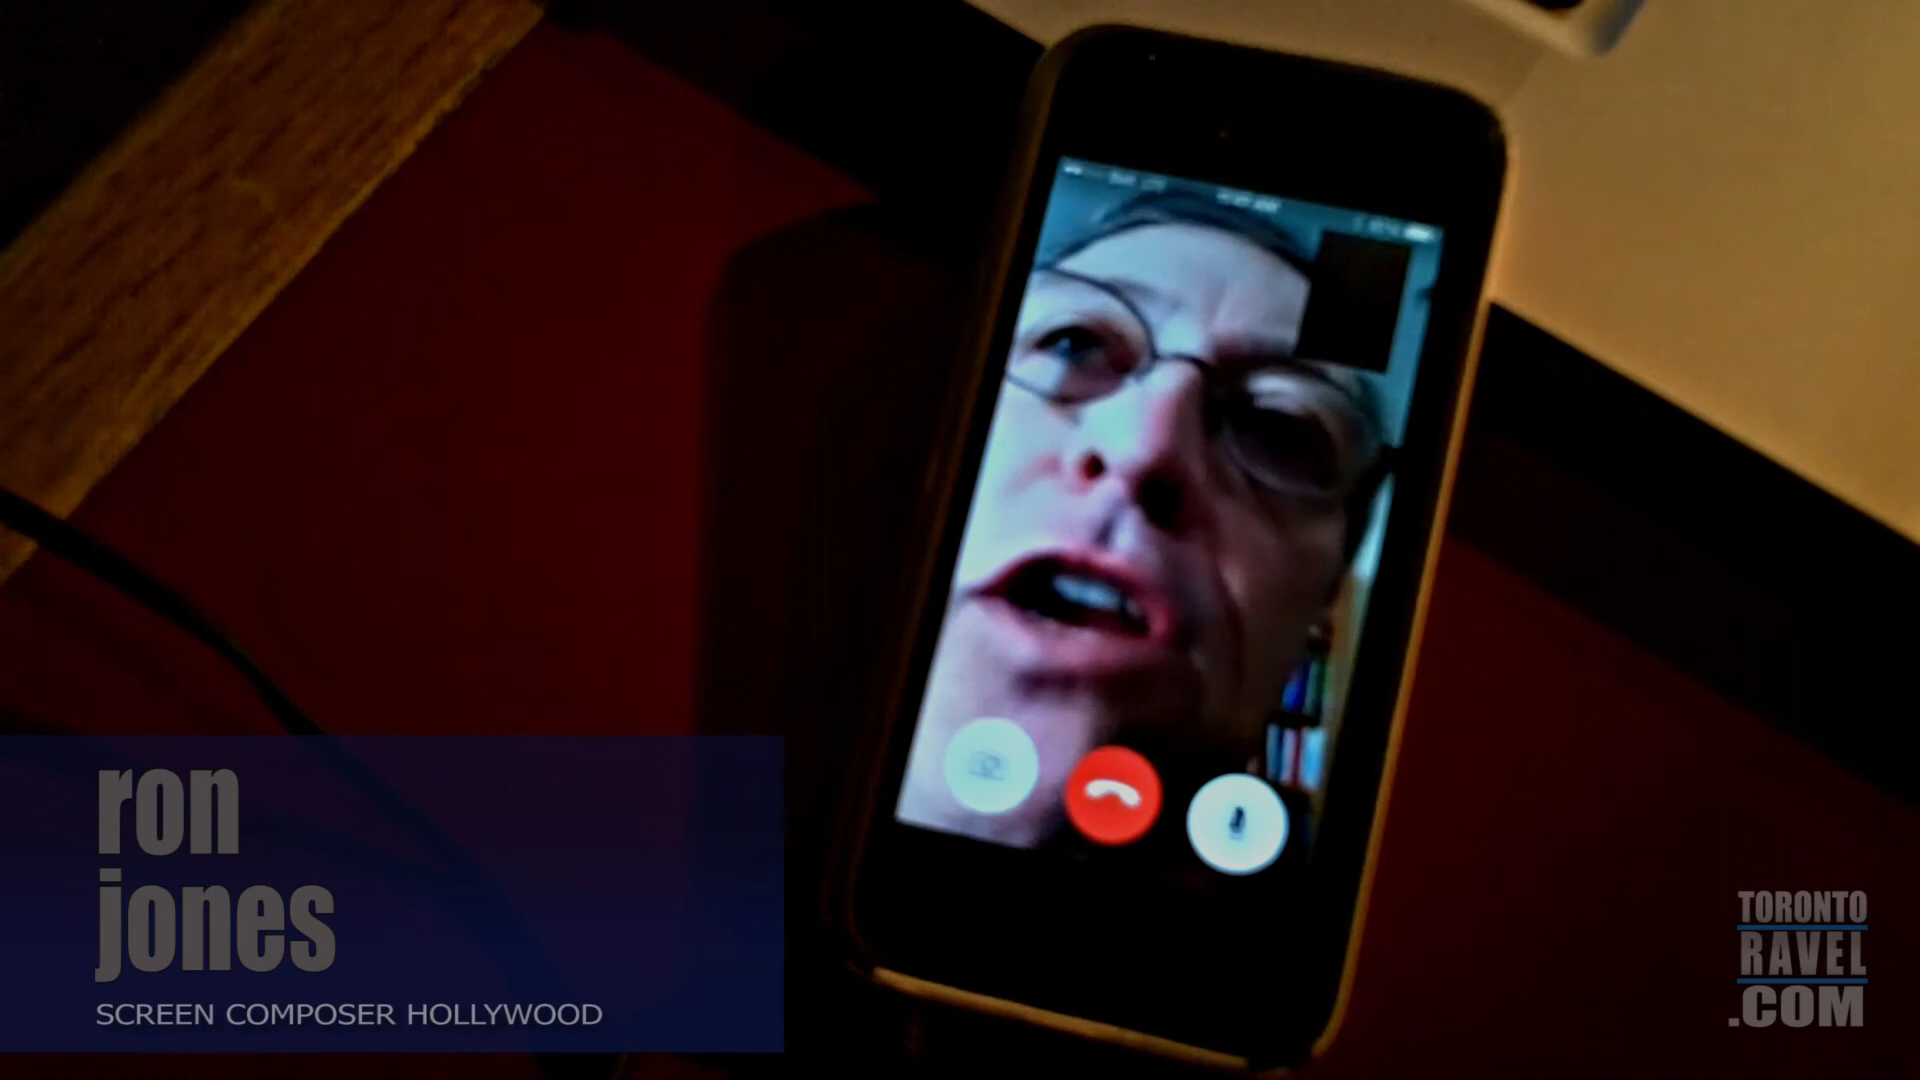 ron
jones
SCREEN COMPOSER HOLLYWOOD
TORONTO
RAVEL
.COM